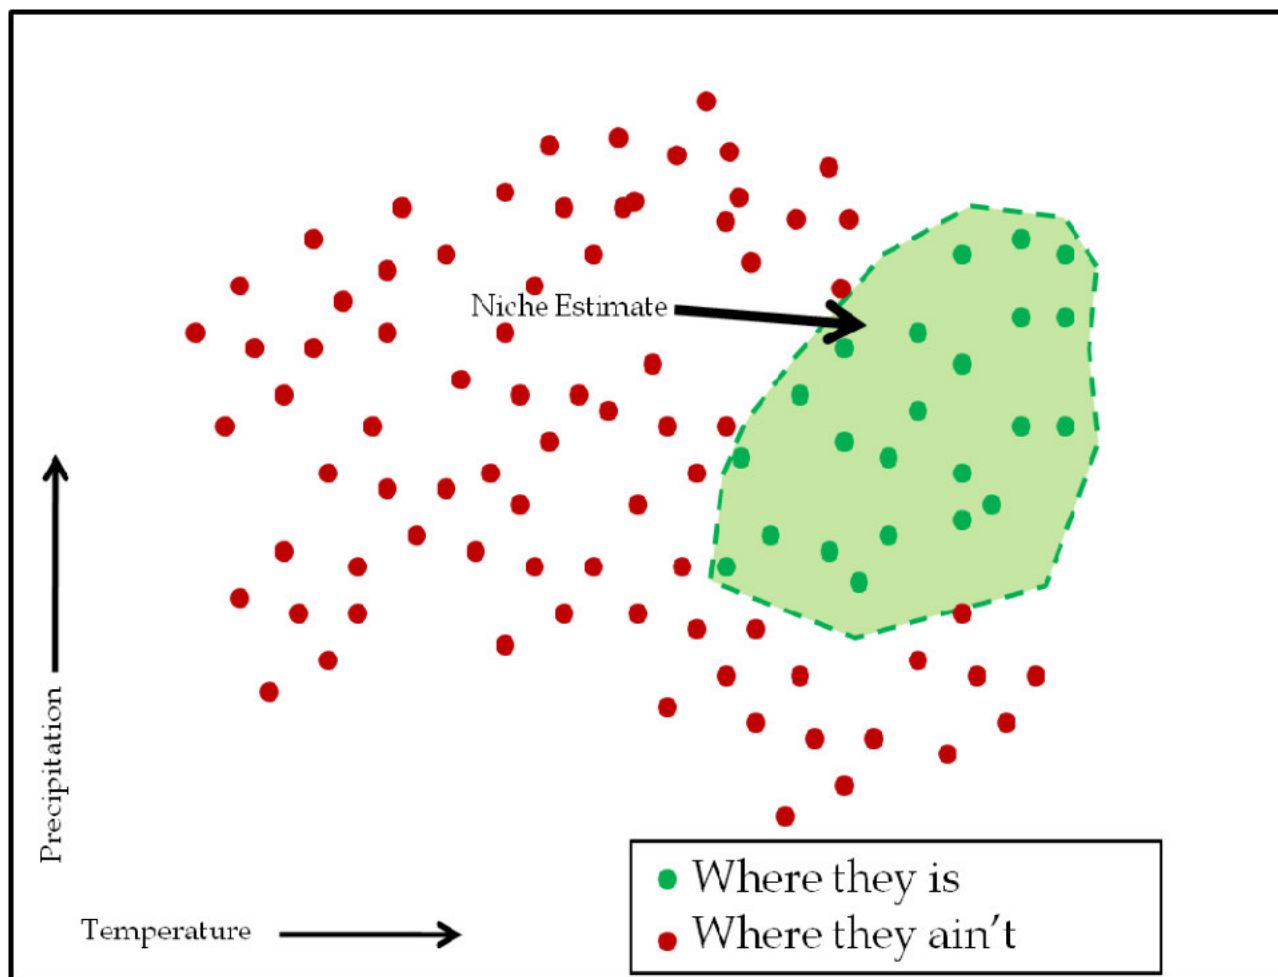 Niche Estimate
Precipitation
Temperature
Where they is
Where they ain't